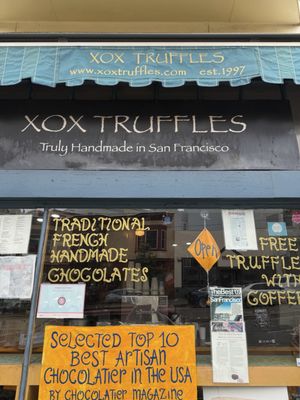 XOX TRUFFLES
www.xoxtruffles.com est.1997
XOX TRUFFLES
Truly Handmade in San Francisco
TRADITIONAL
FRENCH
HANDMADE
CHOCOLATES
OPEN
FREE
TRUFFLE
WITH
COFFEE
The Best of
San Francisco
SELECTED TOP 10
BEST ARTISAN
CHOCOLATIER IN THE USA
BY CHOCOLATIER MAGAZINE